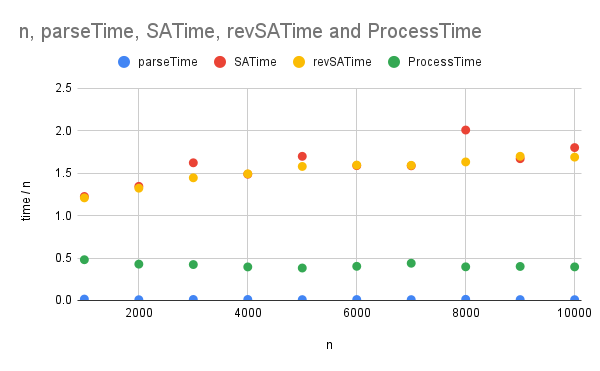 n, parseTime, SATime, revSATime and ProcessTime
parseTime SATime revSATime ProcessTime
2.5
2.0
1.5
1.0
0.5
0.0
time / n
2000 4000 6000 8000 10000
n